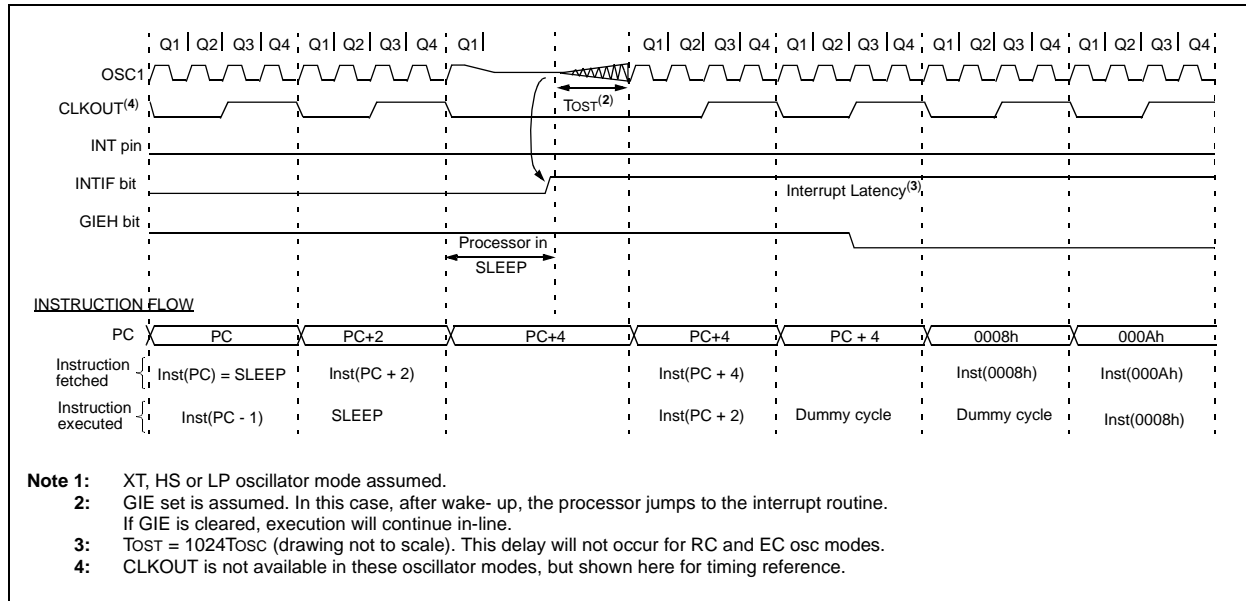 Q1 Q2 Q3 Q4 Q1 Q2 Q3 Q4 Q1 Q1 Q2 Q3 Q4 Q1 Q2 Q3 Q4 Q1 Q2 Q3 Q4 Q1 Q2 Q3 Q4
OSC1
TOST(2)
CLKOUT(4)
INT pin
INTIF bit
Interrupt Latency(3)
GIEH bit
Processor in
SLEEP
INSTRUCTION FLOW
PC PC PC+2 PC+4 PC+4 PC + 4 0008h 000Ah
Instruction
fetched
Inst(PC) = SLEEP Inst(PC + 2) Inst(PC + 4) Inst(0008h) Inst(000Ah)
Instruction
executed
Inst(PC - 1) SLEEP Inst(PC + 2) Dummy cycle Dummy cycle Inst(0008h)
Note 1: XT, HS or LP oscillator mode assumed.
2: GIE set is assumed. In this case, after wake- up, the processor jumps to the interrupt routine.
If GIE is cleared, execution will continue in-line.
3: TOST = 1024TOSC (drawing not to scale). This delay will not occur for RC and EC osc modes.
4: CLKOUT is not available in these oscillator modes, but shown here for timing reference.